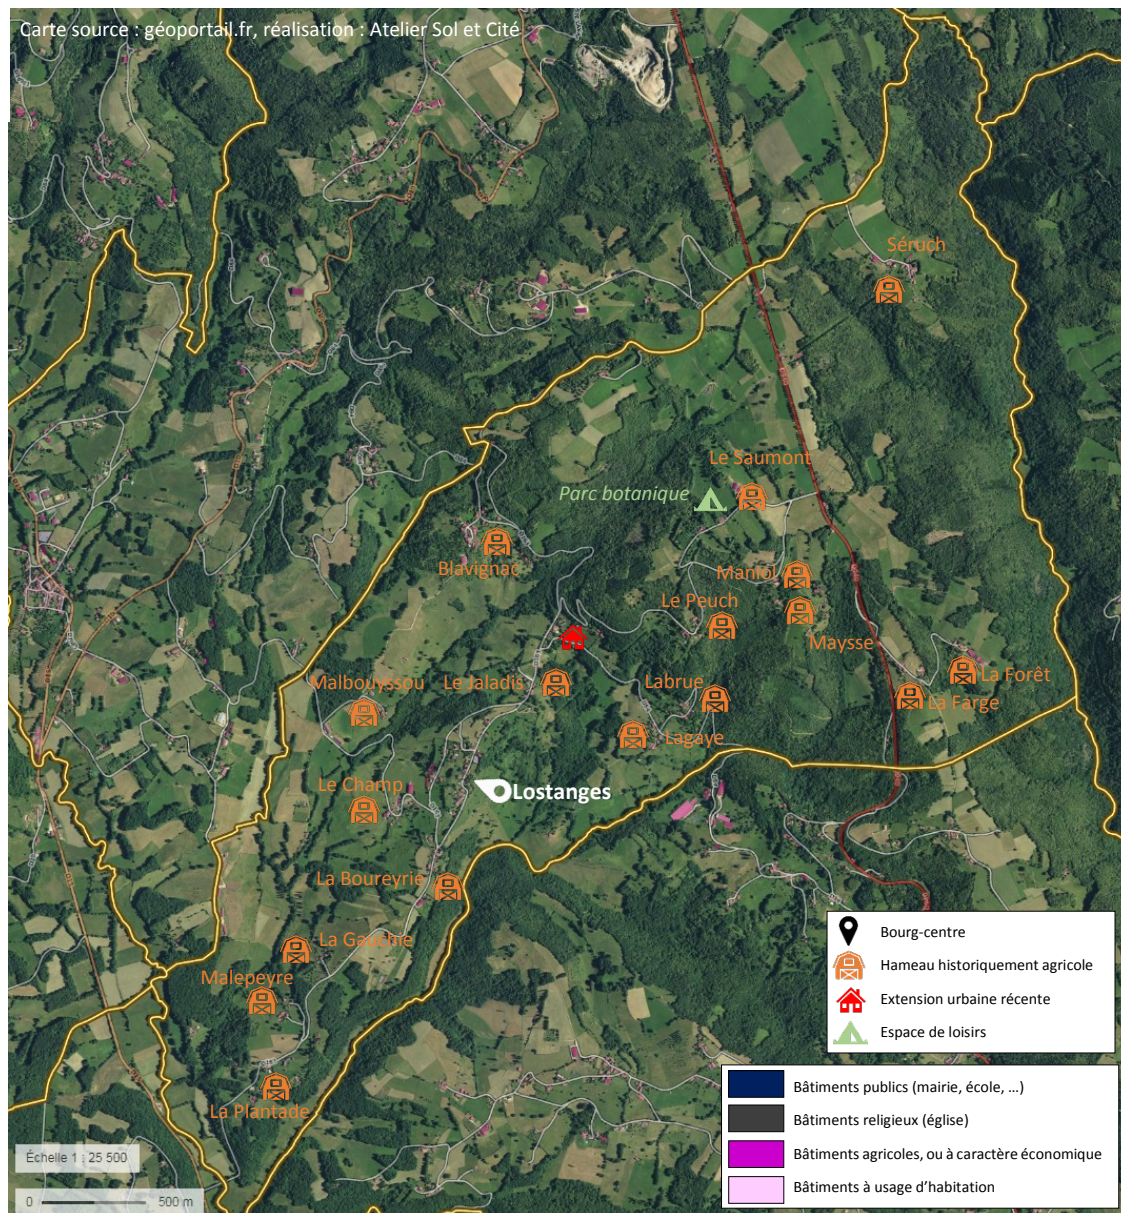 Carte source : géoportail.fr, réalisation : Atelier Sol et Cité
Séruch
Le Saumont
Parc botanique
Blavignac
Maniol
Le Peuch
Maysse
La Forêt
La Farge
Malbouyssou
Le Jaladis
Labrue
Lagaye
Le Champ
Lostanges
La Boureyrie
La Gauchie
Malepeyre
La Plantade
Bourg-centre
Hameau historiquement agricole
Extension urbaine récente
Espace de loisirs
Bâtiments publics (mairie, école, ...)
Bâtiments religieux (église)
Bâtiments agricoles, ou à caractère économique
Bâtiments à usage d'habitation
Échelle 1 : 25 500
0 500 m